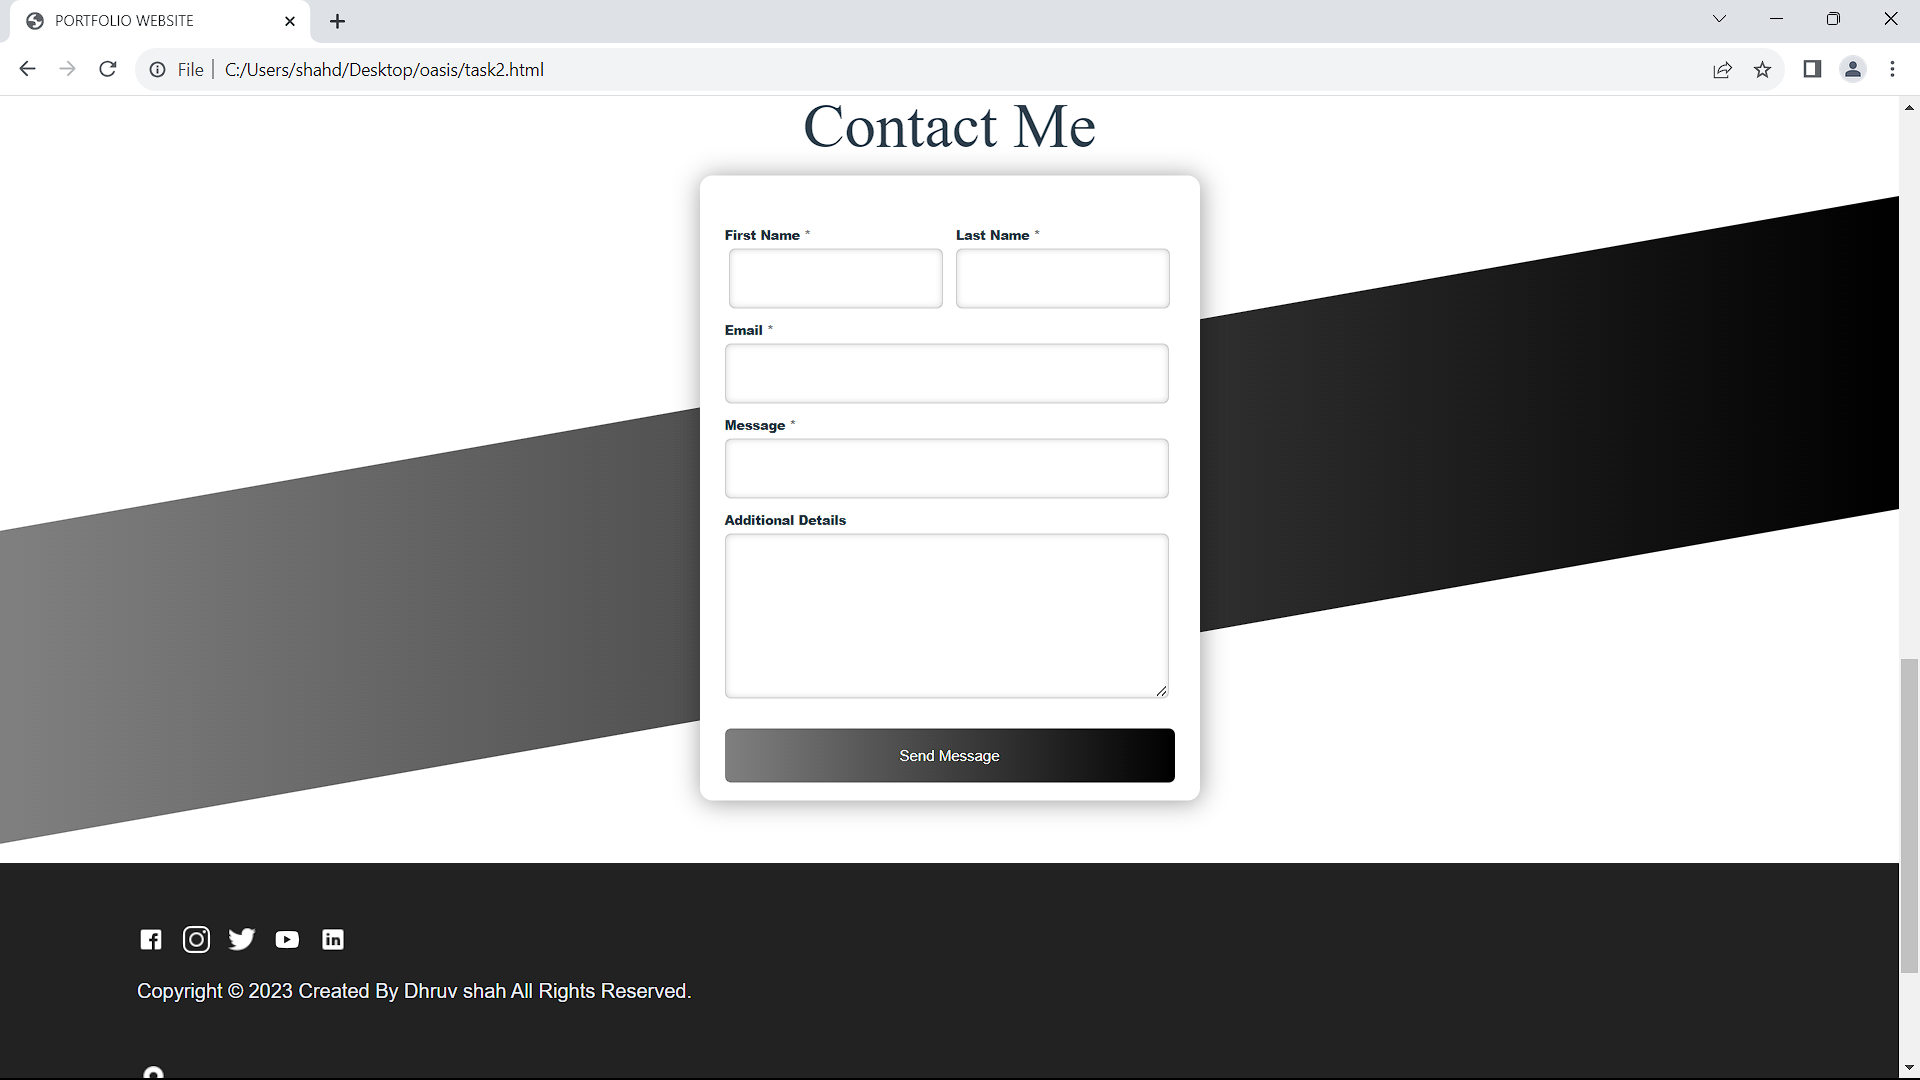 PORTFOLIO WEBSITE
File C:/Users/shahd/Desktop/oasis/task2.html
Contact Me
First Name * Last Name *
Email *
Message *
Additional Details
Send Message
Copyright © 2023 Created By Dhruv shah All Rights Reserved.